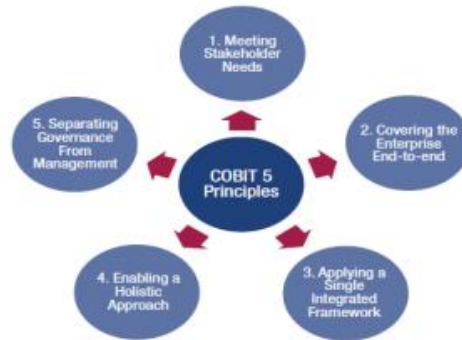 1. Meeting
Stakeholder
Needs
5. Separating
Governance
From
Management
2. Covering the
Enterprise
End-to-end
COBIT 5
Principles
4. Enabling a
Holistic
Approach
3. Applying a
Single
Integrated
Framework